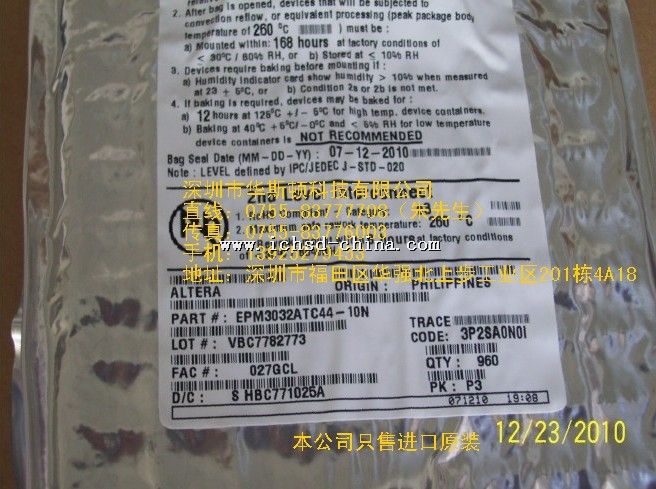 2. After bag is opened, devices that will be subjected to
convection reflow, or equivalent processing (peak package body
temperature of 260 °C ) must be :
a) Mounted within: 168 hours at factory conditions of
< 30°C / 60% RH, or b) Stored at < 10% RH
3. Devices require baking before mounting if :
a) Humidity indicator card show humidity > 10% when measured
at 23 + 5°C, or b) Condition 2a or 2b is not met.
4. If baking is required, devices may be baked for :
a) 12 hours at 125°C +/- 5°C for high temp. device containers.
b) Baking at 40°C + 5°C/-0°C and < 5% RH for low temperature
device containers is NOT RECOMMENDED
Bag Seal Date (MM-DD-YY) : 07-12-2010
Note : LEVEL defined by IPC/JEDEC J-STD-020
深圳市华斯顿科技有限公司
直线：0755-83777708（朱先生）
传真：0755-83776003
temperature: 260 °C
www.ichsd-china.com
at factory conditions
手机：13925279453
地址：深圳市福田区华强北上步工业区201栋4A18
ALTERA ORIGIN : PHILIPPINES
PART #: EPM3032ATC44-10N
LOT #: VBC7782773
TRACE
CODE: 3P2SA0N0I
FAC #: 027GCL
QTY: 960
D/C: S HBC771025A
PK: P3
071210 19:08
本公司只售进口原装
12/23/2010